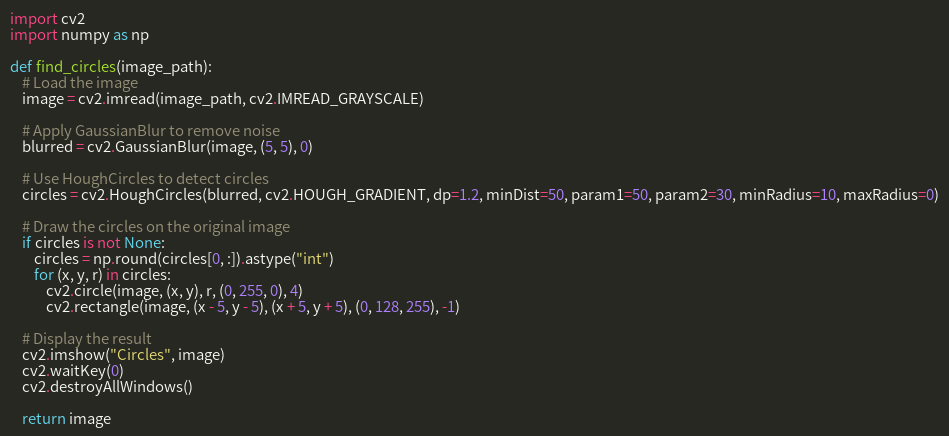 import cv2
import numpy as np
def find_circles(image_path):
# Load the image
image = cv2.imread(image_path, cv2.IMREAD_GRAYSCALE)
# Apply GaussianBlur to remove noise
blurred = cv2.GaussianBlur(image, (5, 5), 0)
# Use HoughCircles to detect circles
circles = cv2.HoughCircles(blurred, cv2.HOUGH_GRADIENT, dp=1.2, minDist=50, param1=50, param2=30, minRadius=10, maxRadius=0)
# Draw the circles on the original image
if circles is not None:
circles = np.round(circles[0, :]).astype("int")
for (x, y, r) in circles:
cv2.circle(image, (x, y), r, (0, 255, 0), 4)
cv2.rectangle(image, (x - 5, y - 5), (x + 5, y + 5), (0, 128, 255), -1)
# Display the result
cv2.imshow("Circles", image)
cv2.waitKey(0)
cv2.destroyAllWindows()
return image